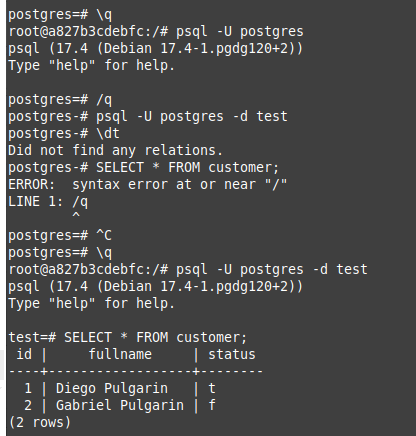 postgres=# \q
root@a827b3cdebfc:/# psql -U postgres
psql (17.4 (Debian 17.4-1.pgdg120+2))
Type "help" for help.

postgres=# /q
postgres-# psql -U postgres -d test
postgres-# \dt
Did not find any relations.
postgres-# SELECT * FROM customer;
ERROR:  syntax error at or near "/"
LINE 1: /q
        ^
postgres=# ^C
postgres=# \q
root@a827b3cdebfc:/# psql -U postgres -d test
psql (17.4 (Debian 17.4-1.pgdg120+2))
Type "help" for help.

test=# SELECT * FROM customer;
 id |     fullname     | status
----+------------------+--------
  1 | Diego Pulgarin   | t
  2 | Gabriel Pulgarin | f
(2 rows)